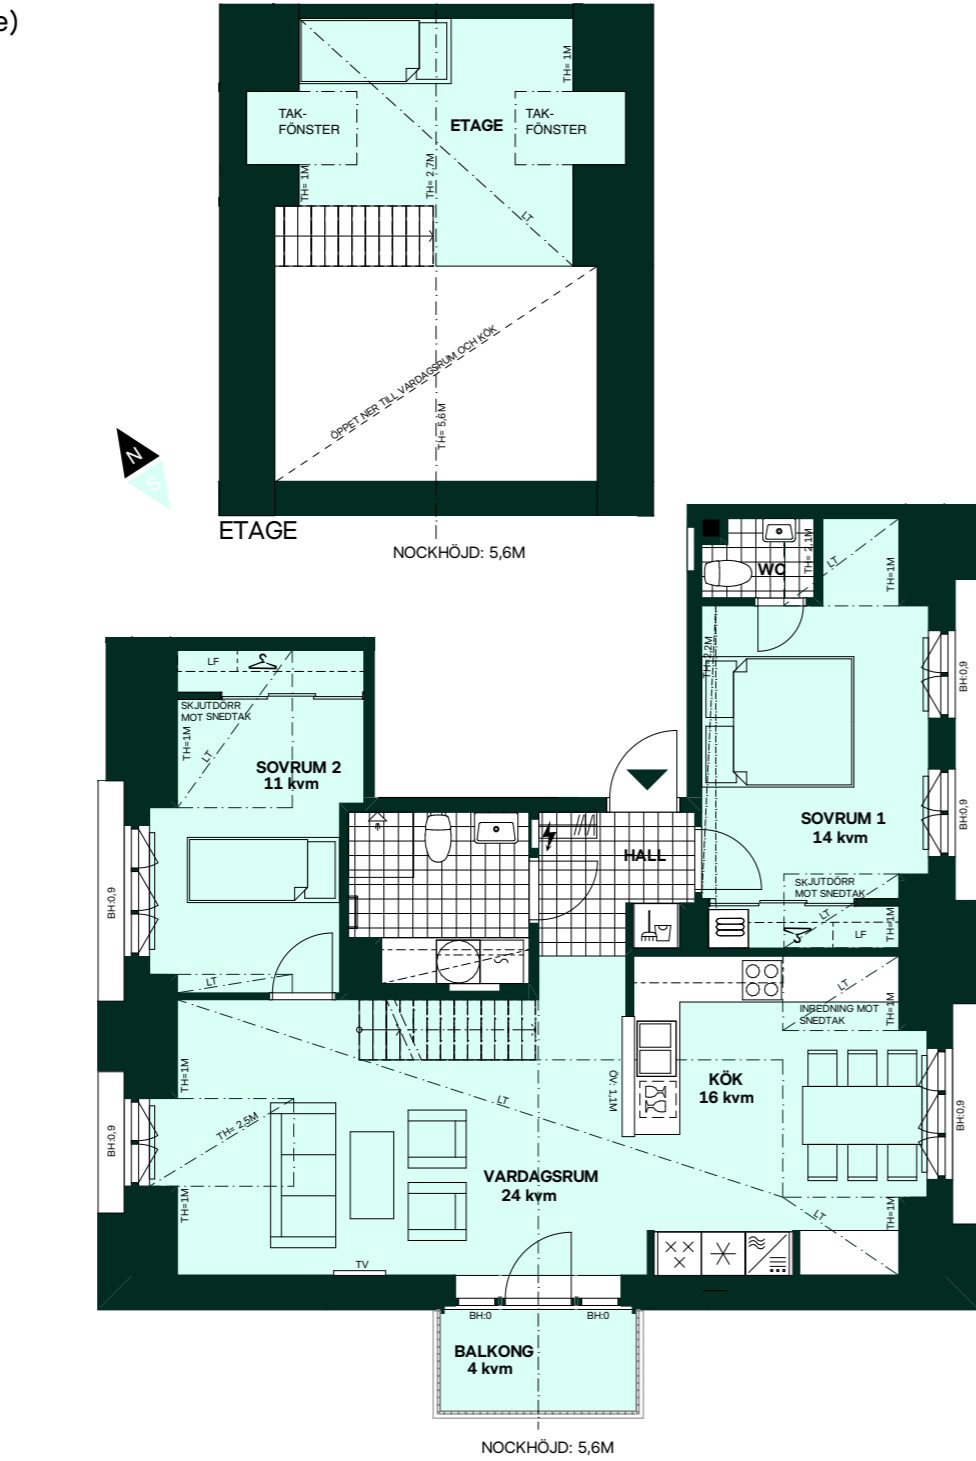 e)
TAK-
FÖNSTER
ETAGE
TAK-
FÖNSTER
TH=1M
TH= 1M
TH= 2,7M
LT
ÖPPET NER TILL VARDAGSRUM OCH KÖK
TH= 5,6M
N
S
ETAGE
NOCKHÖJD: 5,6M
WC
TH= 2,1M
LT
TH=1M
TH=2,2M
BH:0,9
LF
SKJUTDÖRR
MOT SNEDTAK
TH=1M
LT
SOVRUM 2
11 kvm
BH:0,9
SOVRUM 1
14 kvm
BH:0,9
HALL
SKJUTDÖRR
MOT SNEDTAK
LT
LF
TH=1M
S
LT
LT
INREDNING MOT
SNEDTAK
TH=1M
TH=1M
ÖV: 1,1M
KÖK
16 kvm
LT
BH:0,9
TH= 2,5M
BH:0,9
VARDAGSRUM
24 kvm
TH=1M
LT
TH=1M
TV
BH:0
BH:0
BALKONG
4 kvm
NOCKHÖJD: 5,6M